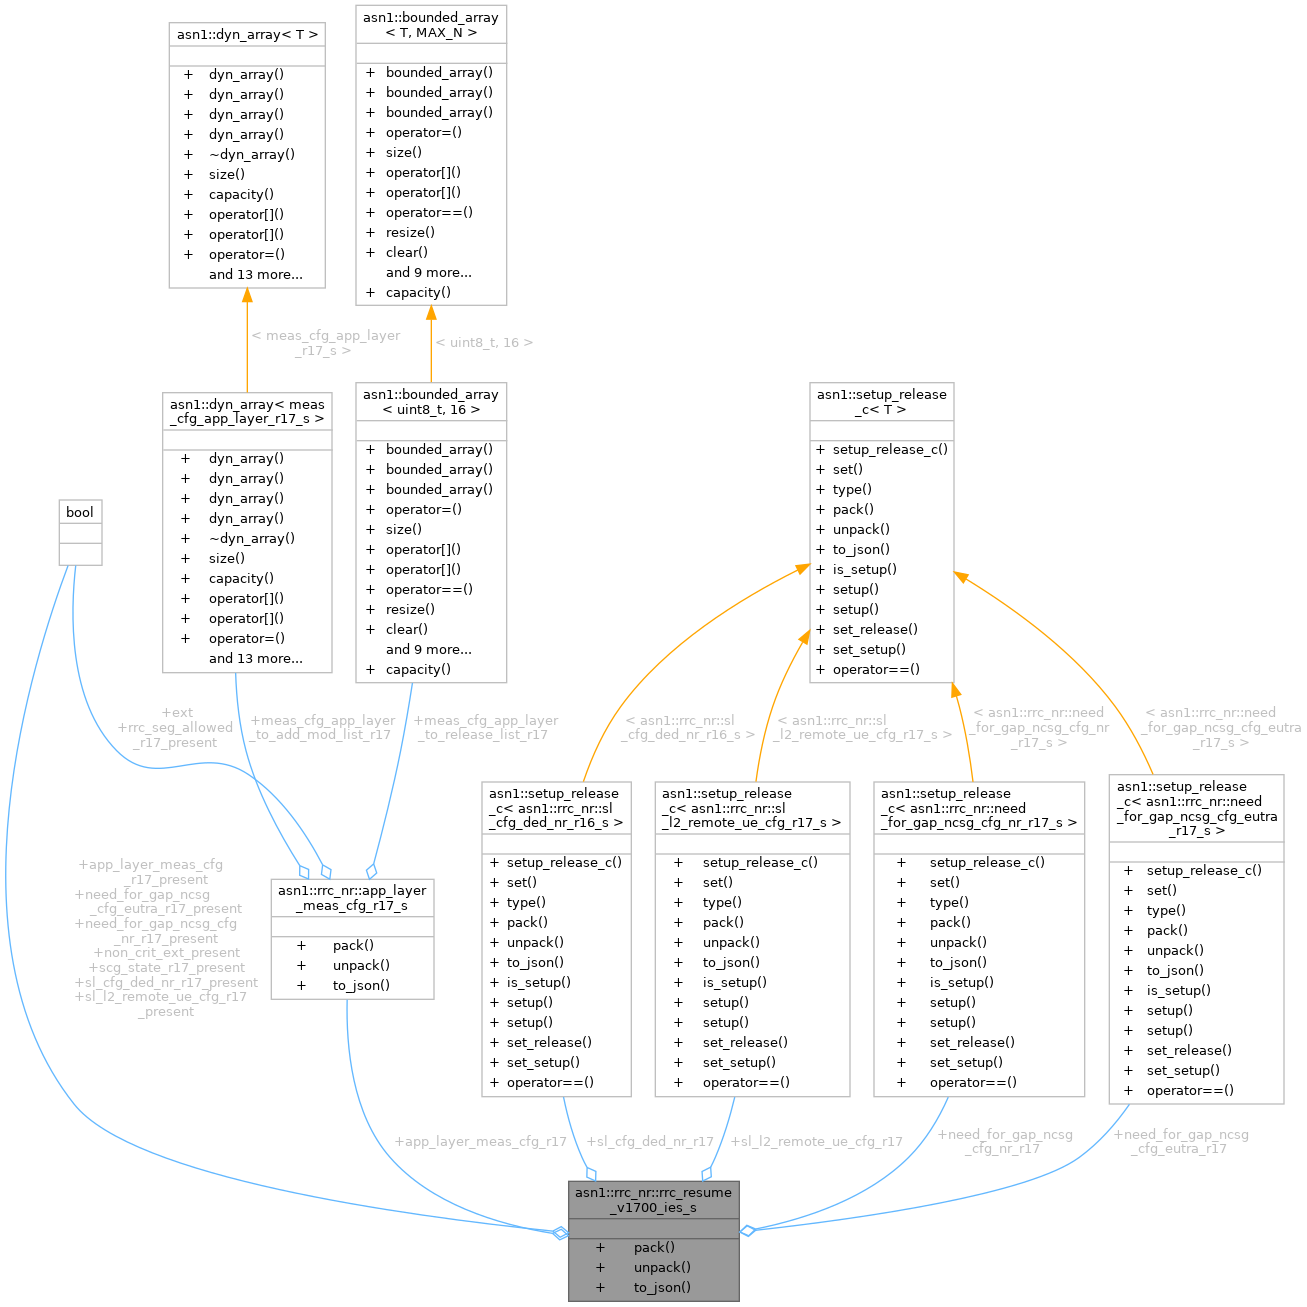 asn1::dyn_array< T >
+ dyn_array()
+ dyn_array()
+ dyn_array()
+ dyn_array()
+ ~dyn_array()
+ size()
+ capacity()
+ operator[]()
+ operator[]()
+ operator=()
and 13 more...
asn1::bounded_array
< T, MAX_N >
+ bounded_array()
+ bounded_array()
+ bounded_array()
+ operator=()
+ size()
+ operator[]()
+ operator[]()
+ operator==()
+ resize()
+ clear()
and 9 more...
+ capacity()
< meas_cfg_app_layer
_r17_s >
< uint8_t, 16 >
asn1::dyn_array< meas
_cfg_app_layer_r17_s >
+ dyn_array()
+ dyn_array()
+ dyn_array()
+ dyn_array()
+ ~dyn_array()
+ size()
+ capacity()
+ operator[]()
+ operator[]()
+ operator=()
and 13 more...
asn1::bounded_array
< uint8_t, 16 >
+ bounded_array()
+ bounded_array()
+ bounded_array()
+ operator=()
+ size()
+ operator[]()
+ operator[]()
+ operator==()
+ resize()
+ clear()
and 9 more...
+ capacity()
asn1::setup_release
_c< T >
+ setup_release_c()
+ set()
+ type()
+ pack()
+ unpack()
+ to_json()
+ is_setup()
+ setup()
+ setup()
+ set_release()
+ set_setup()
+ operator==()
bool
+ext
+rrc_seg_allowed
_r17_present
+meas_cfg_app_layer
_to_add_mod_list_r17
+meas_cfg_app_layer
_to_release_list_r17
< asn1::rrc_nr::sl
_cfg_ded_nr_r16_s >
< asn1::rrc_nr::sl
_l2_remote_ue_cfg_r17_s >
< asn1::rrc_nr::need
_for_gap_ncsg_cfg_nr
_r17_s >
< asn1::rrc_nr::need
_for_gap_ncsg_cfg_eutra
_r17_s >
+app_layer_meas_cfg
_r17_present
+need_for_gap_ncsg
_cfg_eutra_r17_present
+need_for_gap_ncsg_cfg
_nr_r17_present
+non_crit_ext_present
+scg_state_r17_present
+sl_cfg_ded_nr_r17_present
+sl_l2_remote_ue_cfg_r17
_present
asn1::rrc_nr::app_layer
_meas_cfg_r17_s
+ pack()
+ unpack()
+ to_json()
asn1::setup_release
_c< asn1::rrc_nr::sl
_cfg_ded_nr_r16_s >
+ setup_release_c()
+ set()
+ type()
+ pack()
+ unpack()
+ to_json()
+ is_setup()
+ setup()
+ setup()
+ set_release()
+ set_setup()
+ operator==()
asn1::setup_release
_c< asn1::rrc_nr::sl
_l2_remote_ue_cfg_r17_s >
+ setup_release_c()
+ set()
+ type()
+ pack()
+ unpack()
+ to_json()
+ is_setup()
+ setup()
+ setup()
+ set_release()
+ set_setup()
+ operator==()
asn1::setup_release
_c< asn1::rrc_nr::need
_for_gap_ncsg_cfg_nr_r17_s >
+ setup_release_c()
+ set()
+ type()
+ pack()
+ unpack()
+ to_json()
+ is_setup()
+ setup()
+ setup()
+ set_release()
+ set_setup()
+ operator==()
asn1::setup_release
_c< asn1::rrc_nr::need
_for_gap_ncsg_cfg_eutra
_r17_s >
+ setup_release_c()
+ set()
+ type()
+ pack()
+ unpack()
+ to_json()
+ is_setup()
+ setup()
+ setup()
+ set_release()
+ set_setup()
+ operator==()
+app_layer_meas_cfg_r17
+sl_cfg_ded_nr_r17
+sl_l2_remote_ue_cfg_r17
+need_for_gap_ncsg
_cfg_nr_r17
+need_for_gap_ncsg
_cfg_eutra_r17
asn1::rrc_nr::rrc_resume
_v1700_ies_s
+ pack()
+ unpack()
+ to_json()